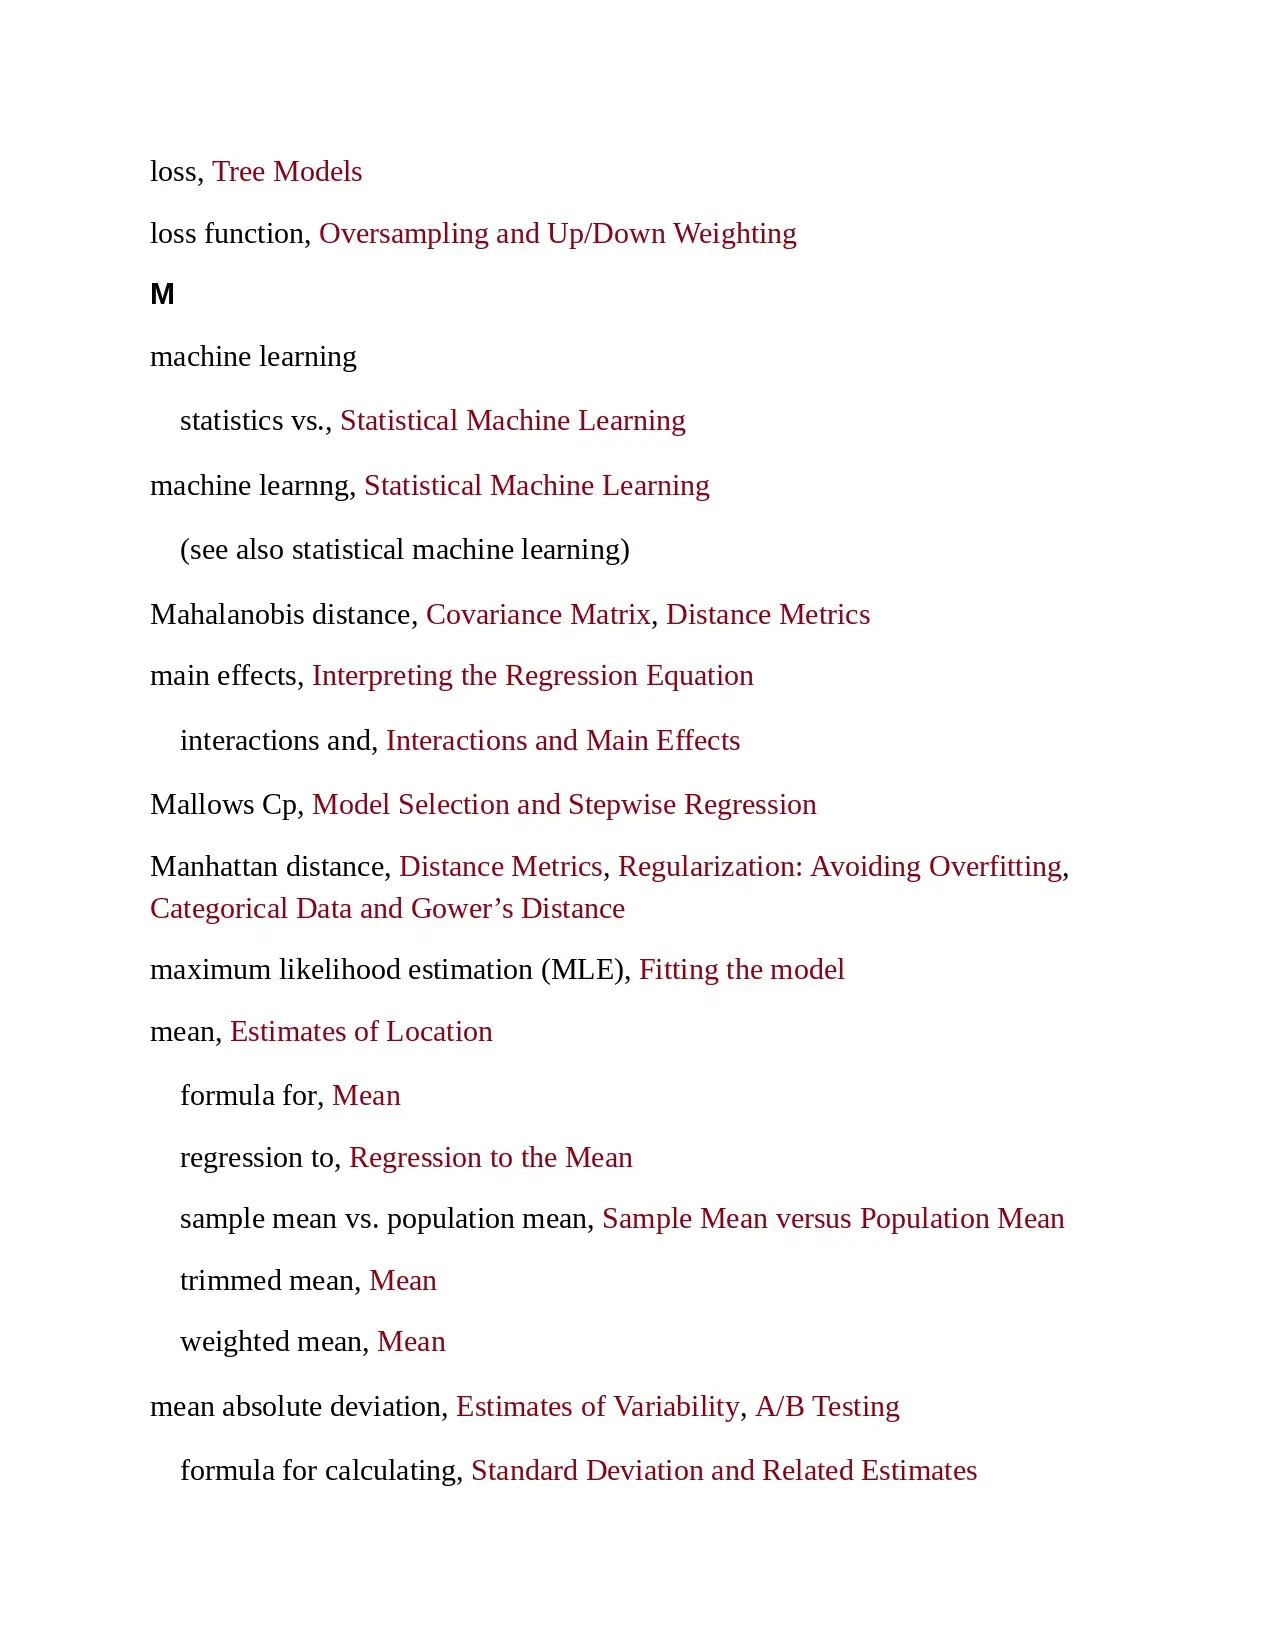 loss, Tree Models
loss function, Oversampling and Up/Down Weighting
M
machine learning
statistics vs., Statistical Machine Learning
machine learnng, Statistical Machine Learning
(see also statistical machine learning)
Mahalanobis distance, Covariance Matrix, Distance Metrics
main effects, Interpreting the Regression Equation
interactions and, Interactions and Main Effects
Mallows Cp, Model Selection and Stepwise Regression
Manhattan distance, Distance Metrics, Regularization: Avoiding Overfitting,
Categorical Data and Gower’s Distance
maximum likelihood estimation (MLE), Fitting the model
mean, Estimates of Location
formula for, Mean
regression to, Regression to the Mean
sample mean vs. population mean, Sample Mean versus Population Mean
trimmed mean, Mean
weighted mean, Mean
mean absolute deviation, Estimates of Variability, A/B Testing
formula for calculating, Standard Deviation and Related Estimates